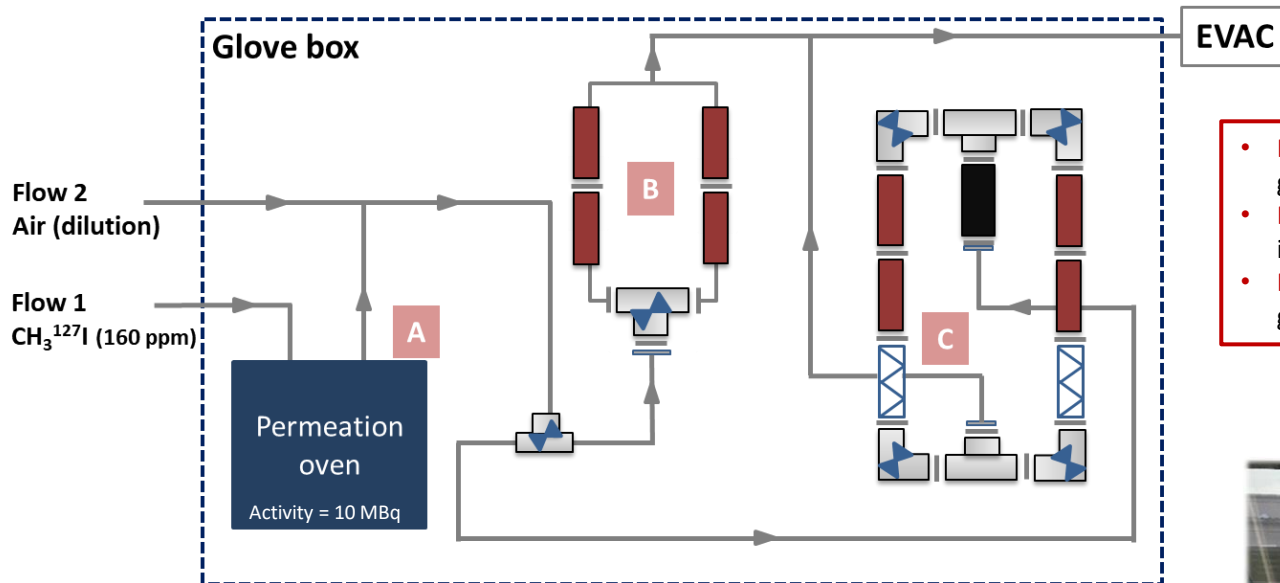 Glove box
EVAC
Flow 2
Air (dilution)
Flow 1
CH₃¹²⁷I (160 ppm)
A
B
C
Permeation
oven
Activity = 10 MBq